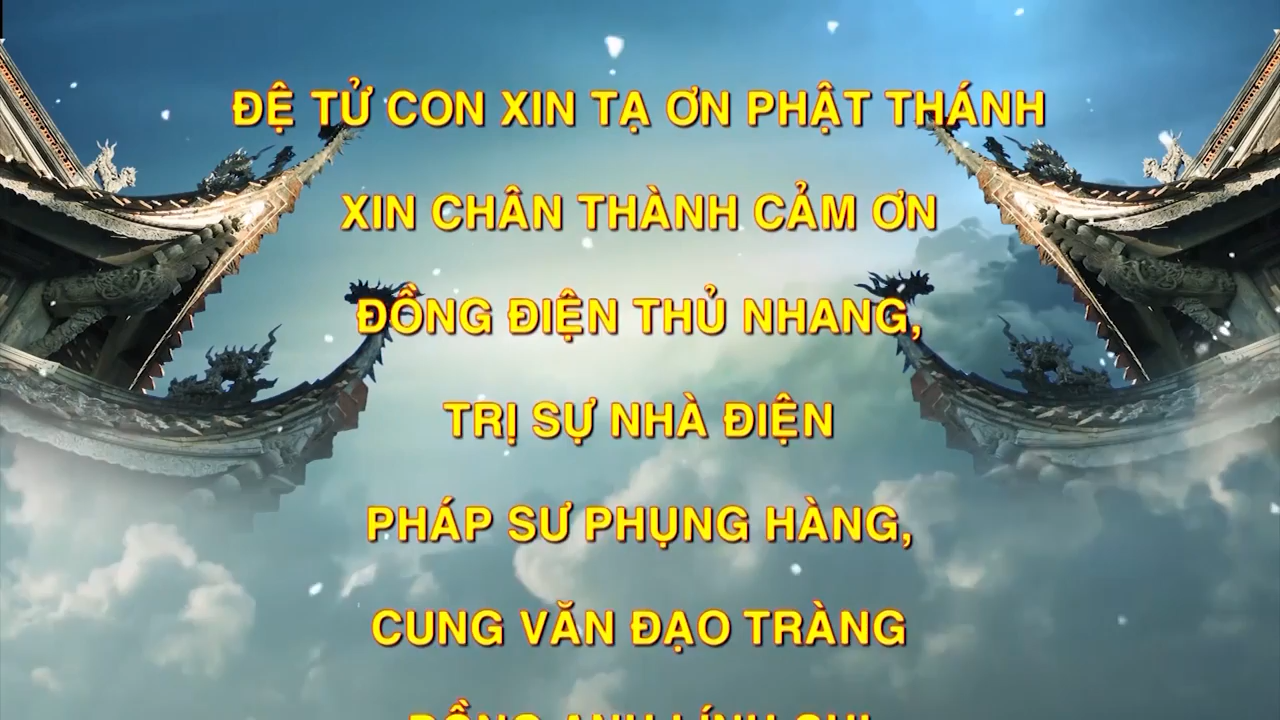 ĐỆ TỬ CON XIN TẠ ƠN PHẬT THÁNH
XIN CHÂN THÀNH CẢM ƠN
ĐỒNG ĐIỆN THỦ NHANG,
TRỊ SỰ NHÀ ĐIỆN
PHÁP SƯ PHỤNG HÀNG,
CUNG VĂN ĐẠO TRÀNG